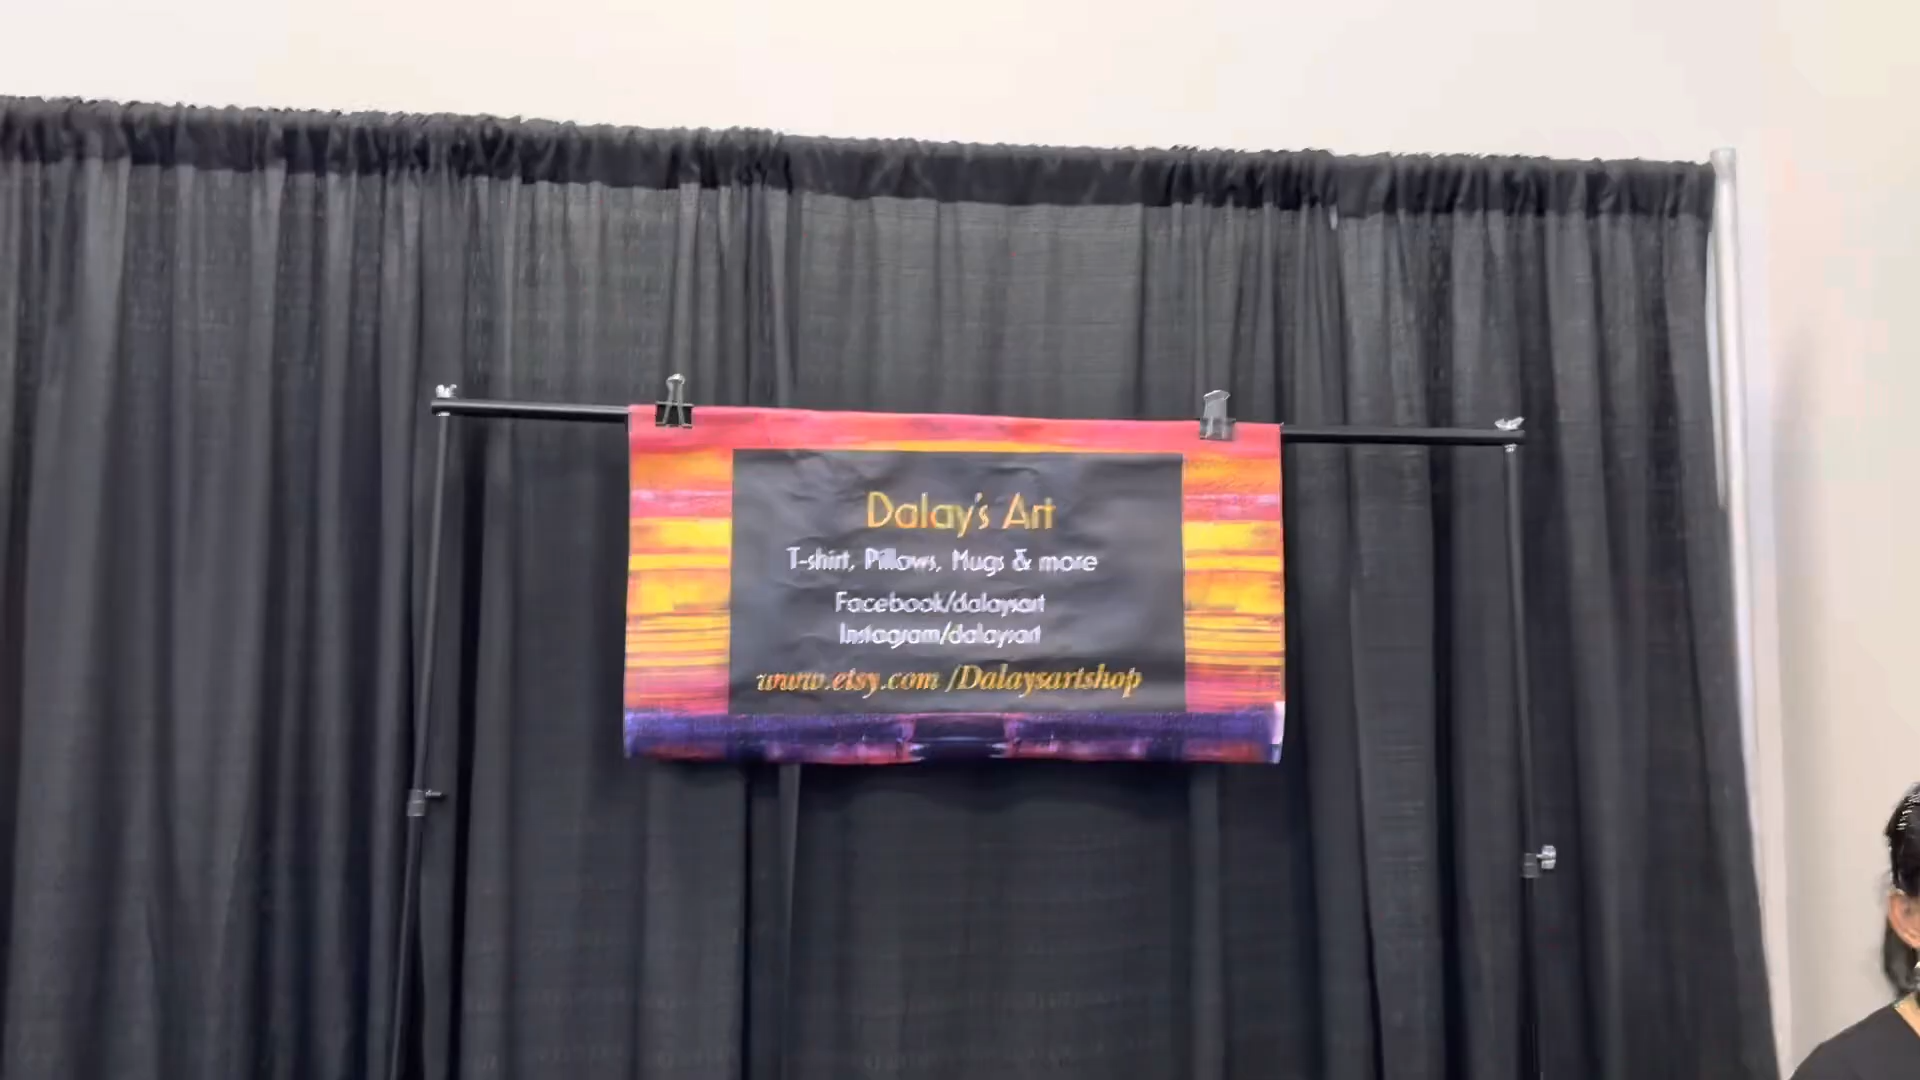 Dalay's Art
T-shirt, Pillows, Mugs & more
Facebook/dalaysart
Instagram/dalaysart
www.etsy.com /Dalaysartshop